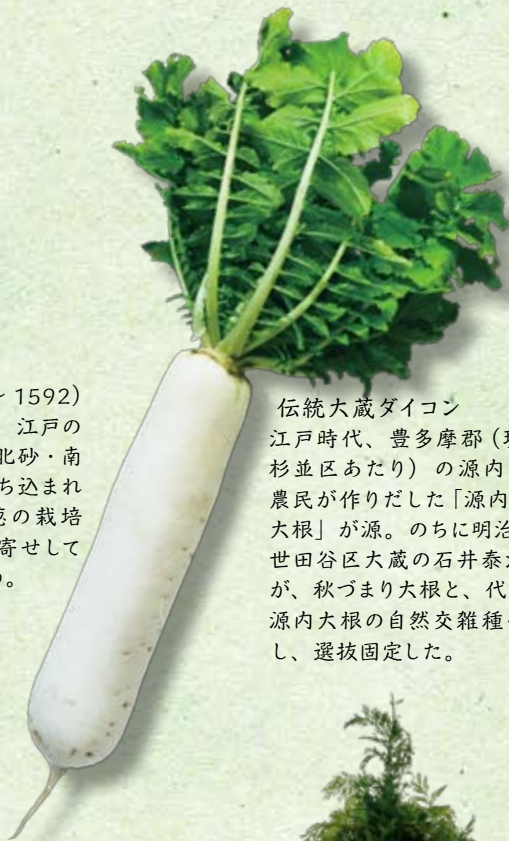 ~ 1592)
江戸の
北砂・南
ち込まれ
葱の栽培
寄せして
う。
伝統大蔵ダイコン
江戸時代、豊多摩郡（現
杉並区あたり）の源内
農民が作りだした「源内
大根」が源。のちに明治
世田谷区大蔵の石井泰
が、秋づまり大根と、代
源内大根の自然交雑種
し、選抜固定した。